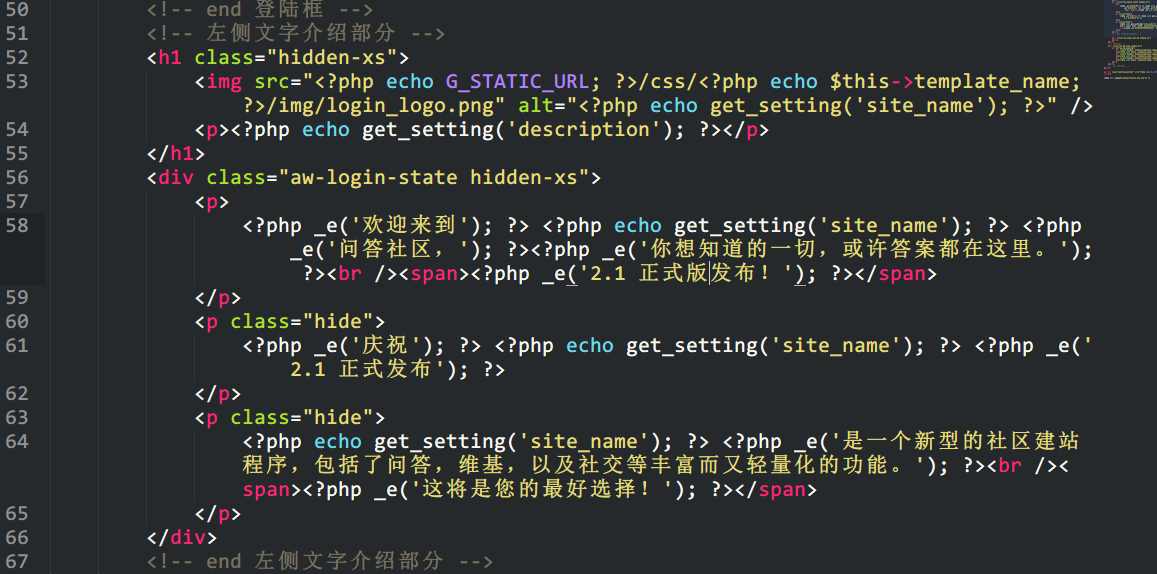 50 <!-- end 登陆框 -->
51 <!-- 左侧文字介绍部分 -->
52 <h1 class="hidden-xs">
53 <img src="<?php echo G_STATIC_URL; ?>/css/<?php echo $this->template_name;
?>/img/login_logo.png" alt="<?php echo get_setting('site_name'); ?>" />
54 <p><?php echo get_setting('description'); ?></p>
55 </h1>
56 <div class="aw-login-state hidden-xs">
57 <p>
58 <?php _e('欢迎来到'); ?> <?php echo get_setting('site_name'); ?> <?php
_e('问答社区，'); ?><?php _e('你想知道的一切，或许答案都在这里。');
?><br /><span><?php _e('2.1 正式版发布！'); ?></span>
59 </p>
60 <p class="hide">
61 <?php _e('庆祝'); ?> <?php echo get_setting('site_name'); ?> <?php _e('
2.1 正式发布'); ?>
62 </p>
63 <p class="hide">
64 <?php echo get_setting('site_name'); ?> <?php _e('是一个新型的社区建站
程序，包括了问答，维基，以及社交等丰富而又轻量化的功能。'); ?><br /><
span><?php _e('这将是您的最好选择！'); ?></span>
65 </p>
66 </div>
67 <!-- end 左侧文字介绍部分 -->